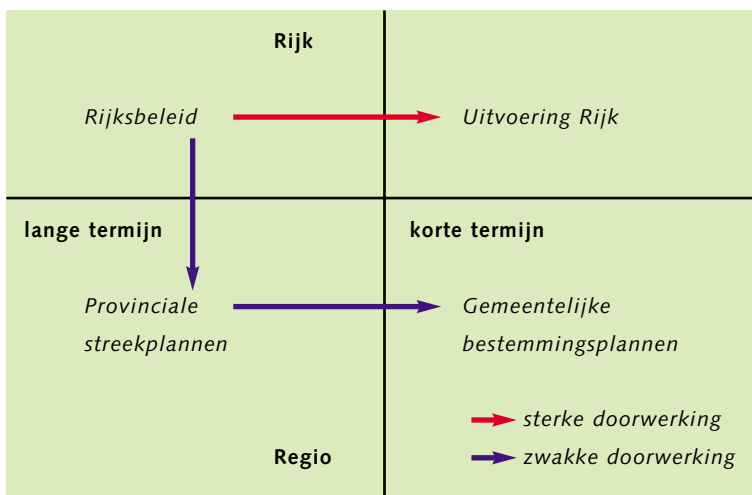 Rijk
Rijksbeleid
Uitvoering Rijk
lange termijn
korte termijn
Provinciale
streekplannen
Gemeentelijke
bestemmingsplannen
sterke doorwerking
Regio
zwakke doorwerking